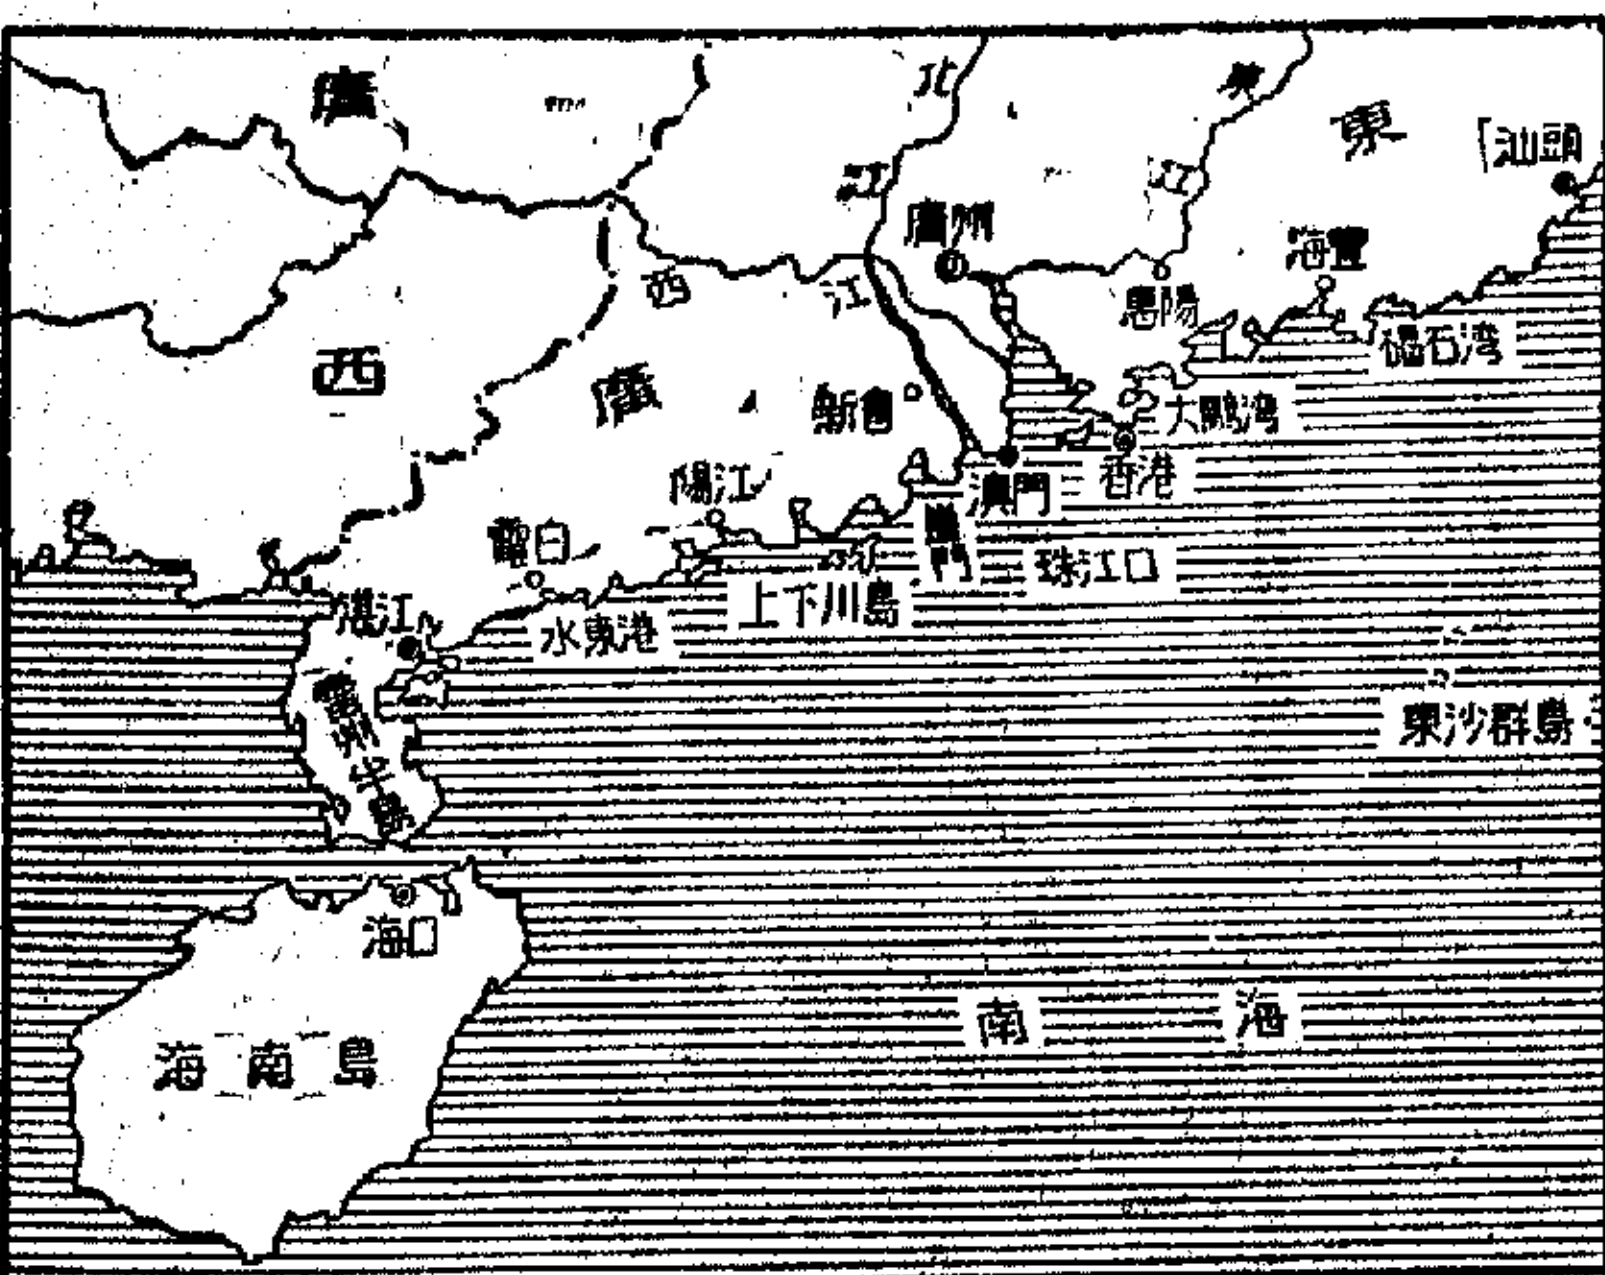 廣
西
廣
東
北
江
東
江
西
江
汕頭
廣州
海豐
惠陽
碣石湾
大鵬湾
新會
香港
澳門
陽江
電白
崖門
珠江口
上下川島
水東港
湛江
雷州半島
東沙群島
海口
海南島
南海